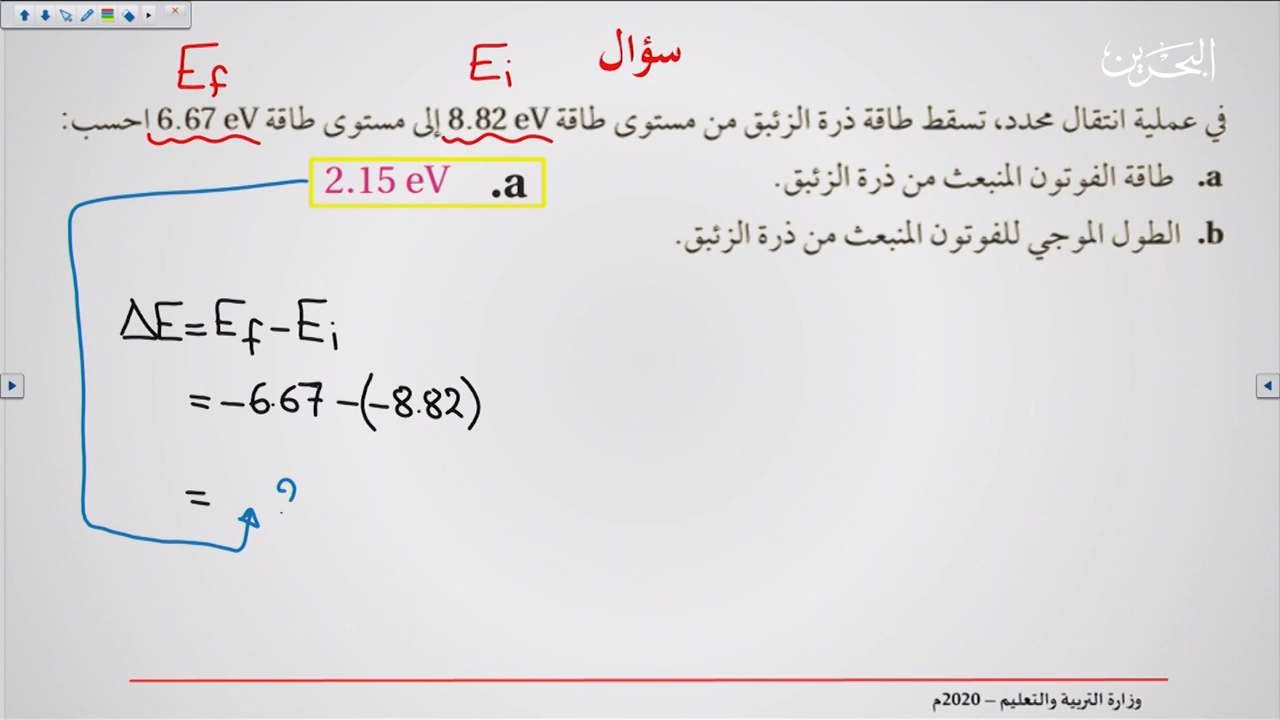 البحرين
سؤال
Ei
Ef
في عملية انتقال محدد، تسقط طاقة ذرة الزئبق من مستوى طاقة 8.82 eV إلى مستوى طاقة 6.67 eV احسب:
a. طاقة الفوتون المنبعث من ذرة الزئبق.
b. الطول الموجي للفوتون المنبعث من ذرة الزئبق.
a. 2.15 eV
ΔE = Ef - Ei
= -6.67 - (-8.82)
= ?
وزارة التربية والتعليم – 2020م